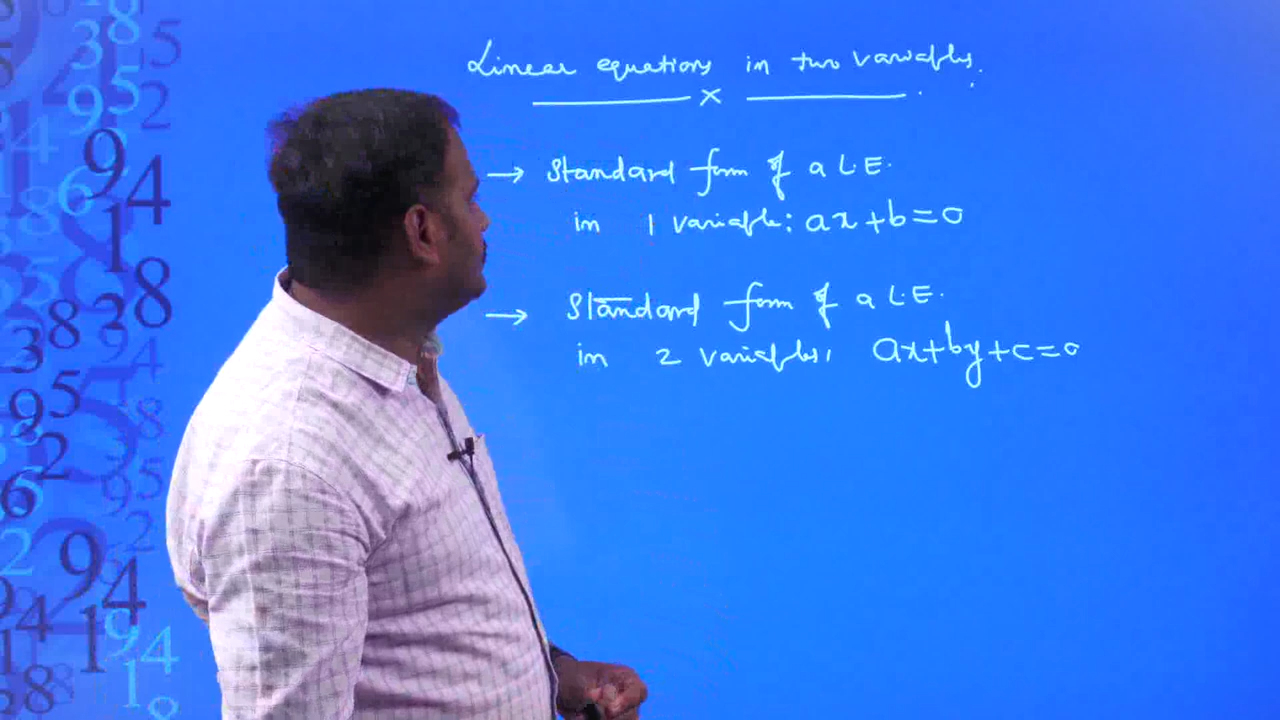 Linear equations in two variables.
→ Standard form of a L.E.
in 1 variable: ax+b=0
→ Standard form of a L.E.
in 2 variables, ax+by+c=0